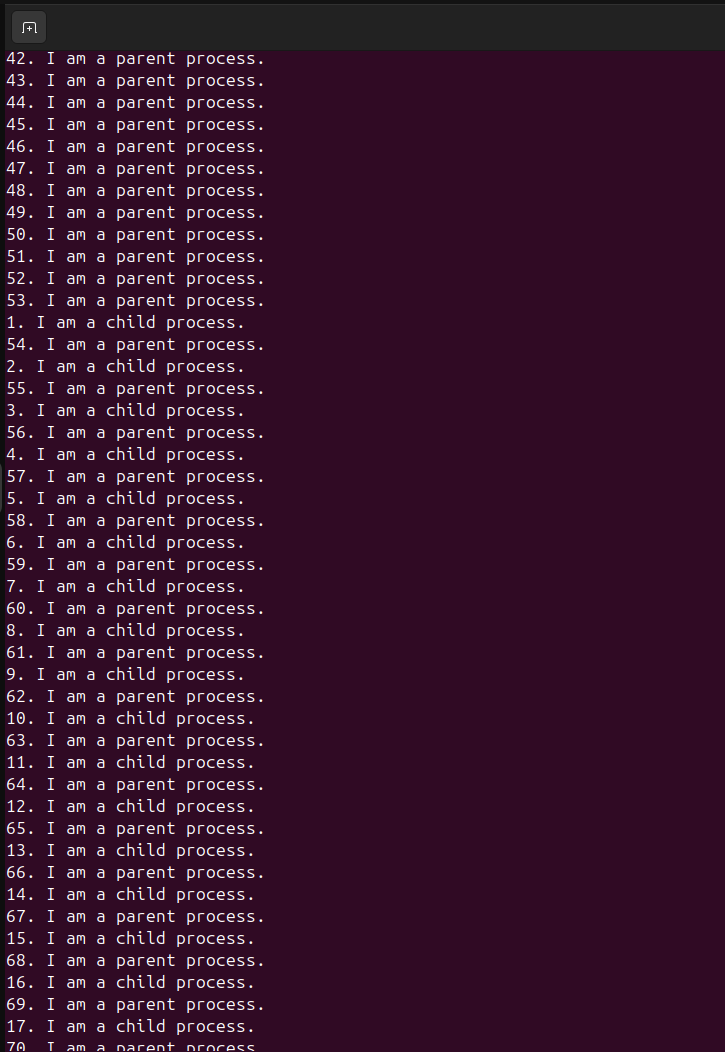 42. I am a parent process.
43. I am a parent process.
44. I am a parent process.
45. I am a parent process.
46. I am a parent process.
47. I am a parent process.
48. I am a parent process.
49. I am a parent process.
50. I am a parent process.
51. I am a parent process.
52. I am a parent process.
53. I am a parent process.
1. I am a child process.
54. I am a parent process.
2. I am a child process.
55. I am a parent process.
3. I am a child process.
56. I am a parent process.
4. I am a child process.
57. I am a parent process.
5. I am a child process.
58. I am a parent process.
6. I am a child process.
59. I am a parent process.
7. I am a child process.
60. I am a parent process.
8. I am a child process.
61. I am a parent process.
9. I am a child process.
62. I am a parent process.
10. I am a child process.
63. I am a parent process.
11. I am a child process.
64. I am a parent process.
12. I am a child process.
65. I am a parent process.
13. I am a child process.
66. I am a parent process.
14. I am a child process.
67. I am a parent process.
15. I am a child process.
68. I am a parent process.
16. I am a child process.
69. I am a parent process.
17. I am a child process.
70. I am a parent process.